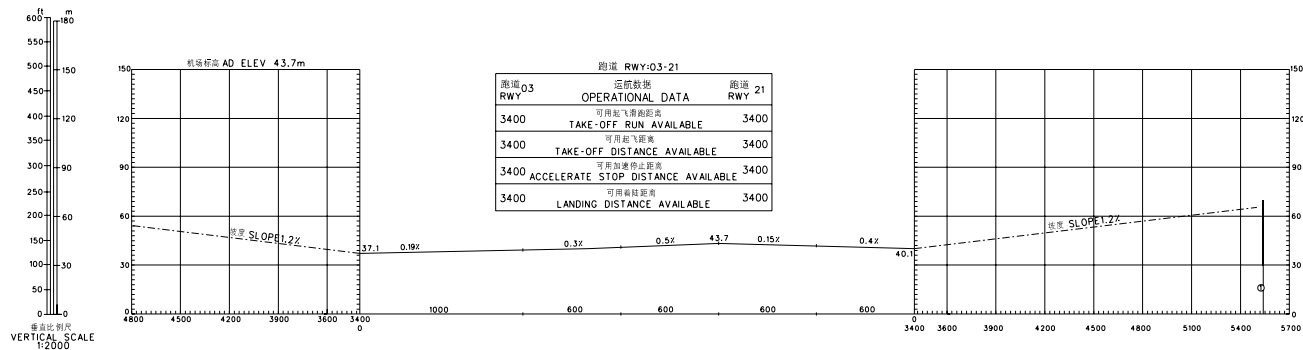 ft m
600 180
550
500 150
450
400 120
350
300 90
250
200 60
150
100 30
50
0 0
垂直比例尺
VERTICAL SCALE
1:2000
机场标高 AD ELEV 43.7m
150
120
90
60
30
0
坡度 SLOPE1.2%
4800 4500 4200 3900 3600 3400
0
跑道 RWY:03-21
跑道 03 运航数据 跑道 21
RWY OPERATIONAL DATA RWY
可用起飞滑跑距离
3400 TAKE-OFF RUN AVAILABLE 3400
可用起飞距离
3400 TAKE-OFF DISTANCE AVAILABLE 3400
可用加速停止距离
3400 ACCELERATE STOP DISTANCE AVAILABLE 3400
可用着陆距离
3400 LANDING DISTANCE AVAILABLE 3400
37.1 0.19% 0.3% 0.5% 43.7 0.15% 0.4% 40.1
1000 600 600 600 600
150
120
90
60
30
0
坡度 SLOPE1.2%
1
0
3400 3600 3900 4200 4500 4800 5100 5400 5700
150
120
90
60
30
0